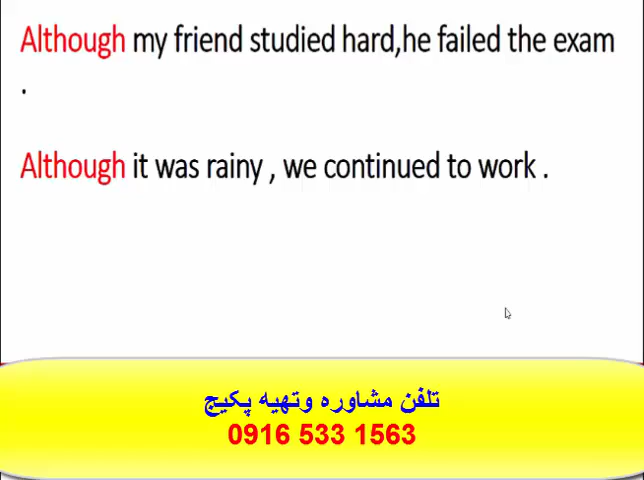 Although my friend studied hard,he failed the exam
.
Although it was rainy , we continued to work .
تلفن مشاوره وتهیه پکیج
0916 533 1563